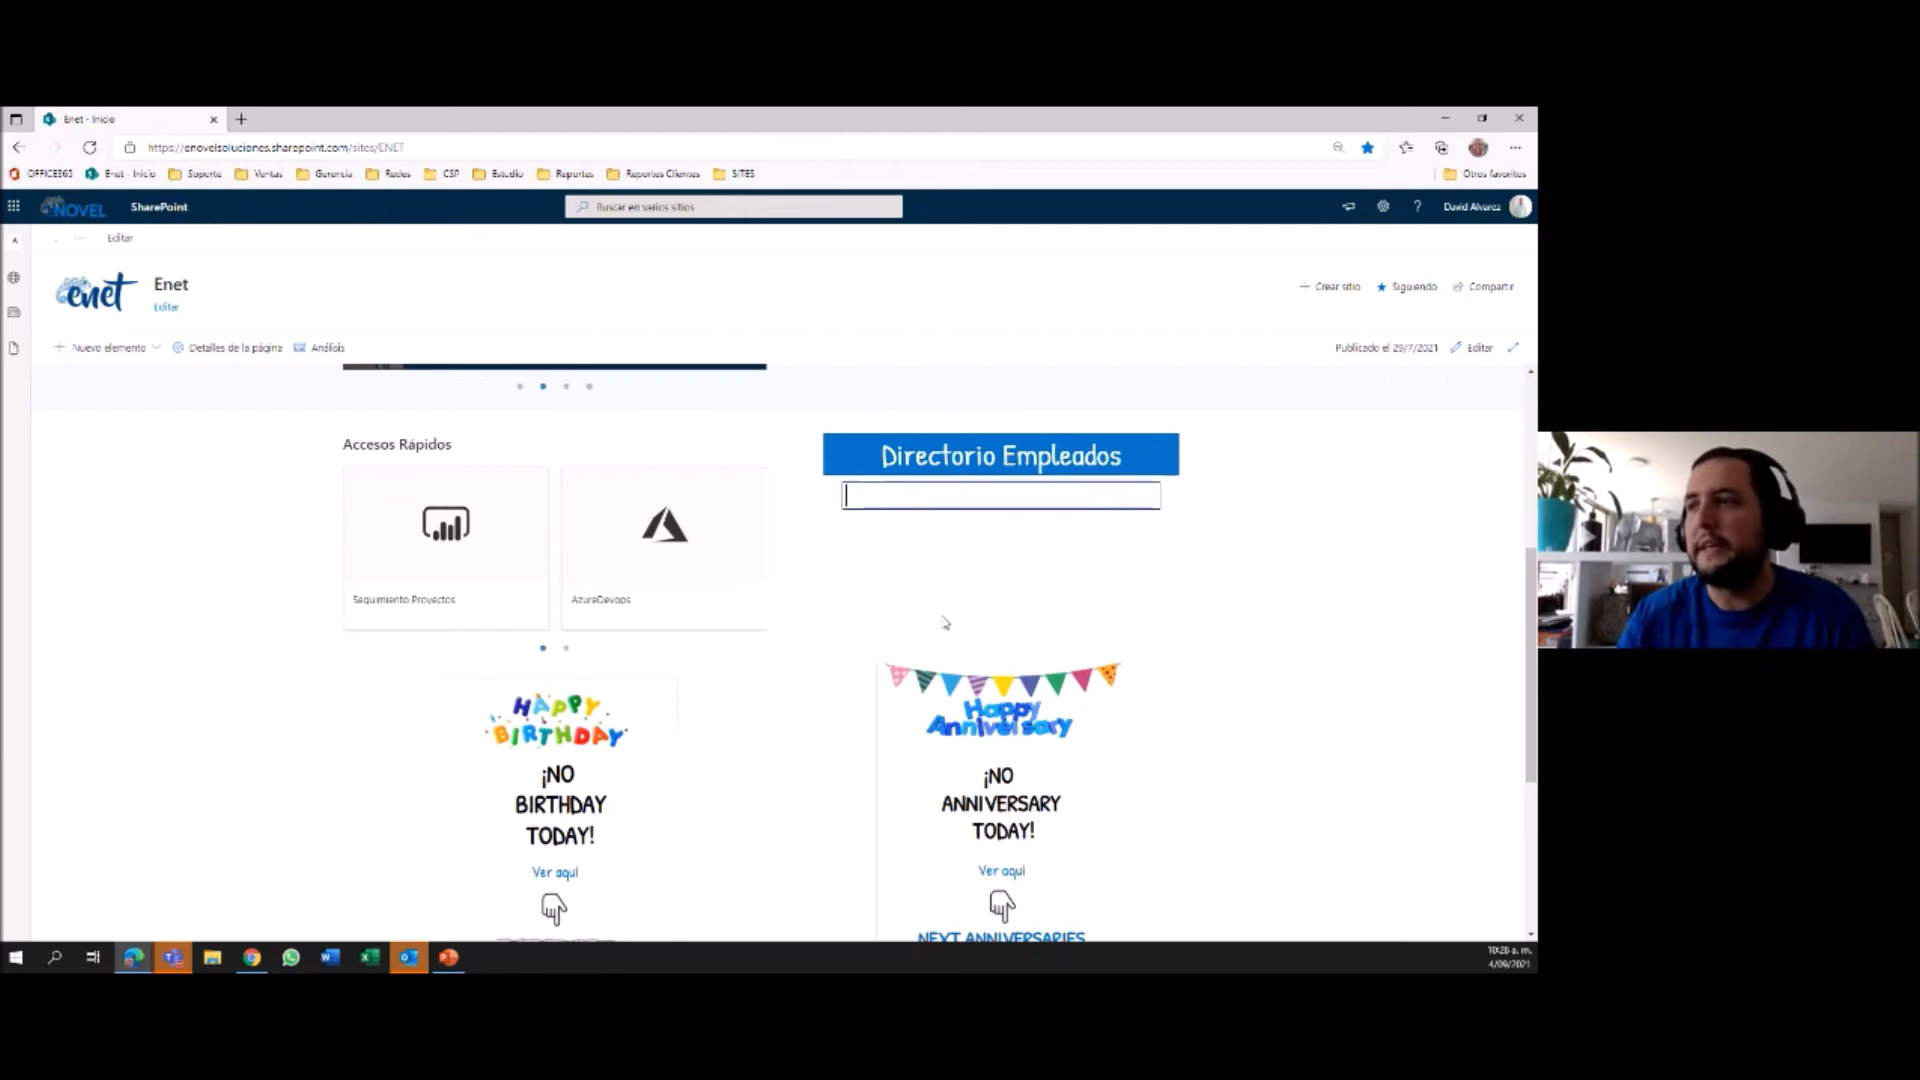 Enet - Inicio
https://enovelsoluciones.sharepoint.com/sites/ENET
OFFICE365 Enet - Inicio Soporte Ventas Gerencia Redes CSP Estudio Reportes Reportes Clientes SITES Otros favoritos
NOVEL SharePoint Buscar en varios sitios David Alvarez
Editar
enet Enet
Editar
Crear sitio Siguiendo Compartir
Nuevo elemento Detalles de la página Análisis Publicado el 29/7/2021 Editar
Accesos Rápidos
Directorio Empleados
Seguimiento Proyectos AzureDevops
HAPPY
BIRTHDAY
¡NO
BIRTHDAY
TODAY!
Ver aquí
Happy
Anniversary
¡NO
ANNIVERSARY
TODAY!
Ver aquí
NEXT ANNIVERSARIES
10:28 a. m.
4/09/2021